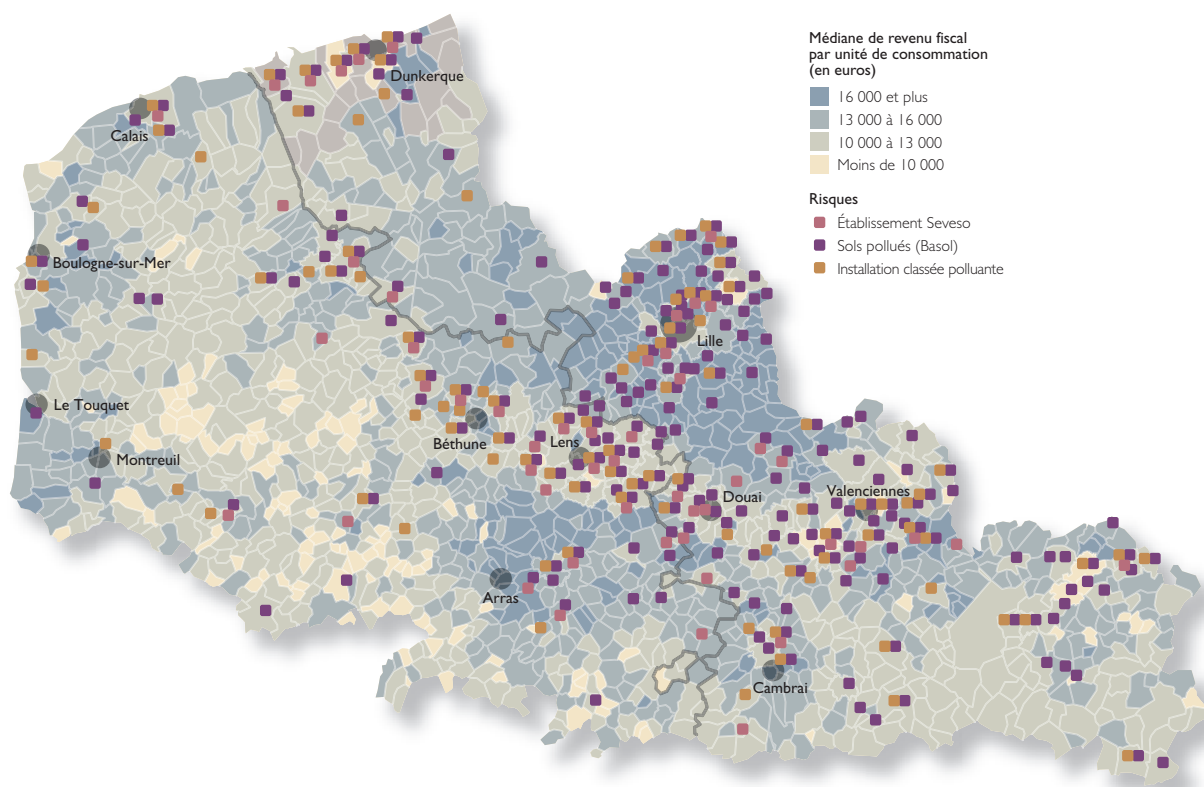 Médiane de revenu fiscal
par unité de consommation
(en euros)
16 000 et plus
13 000 à 16 000
10 000 à 13 000
Moins de 10 000
Risques
Établissement Seveso
Sols pollués (Basol)
Installation classée polluante
Dunkerque
Calais
Boulogne-sur-Mer
Lille
Le Touquet
Béthune
Lens
Montreuil
Douai
Valenciennes
Arras
Cambrai